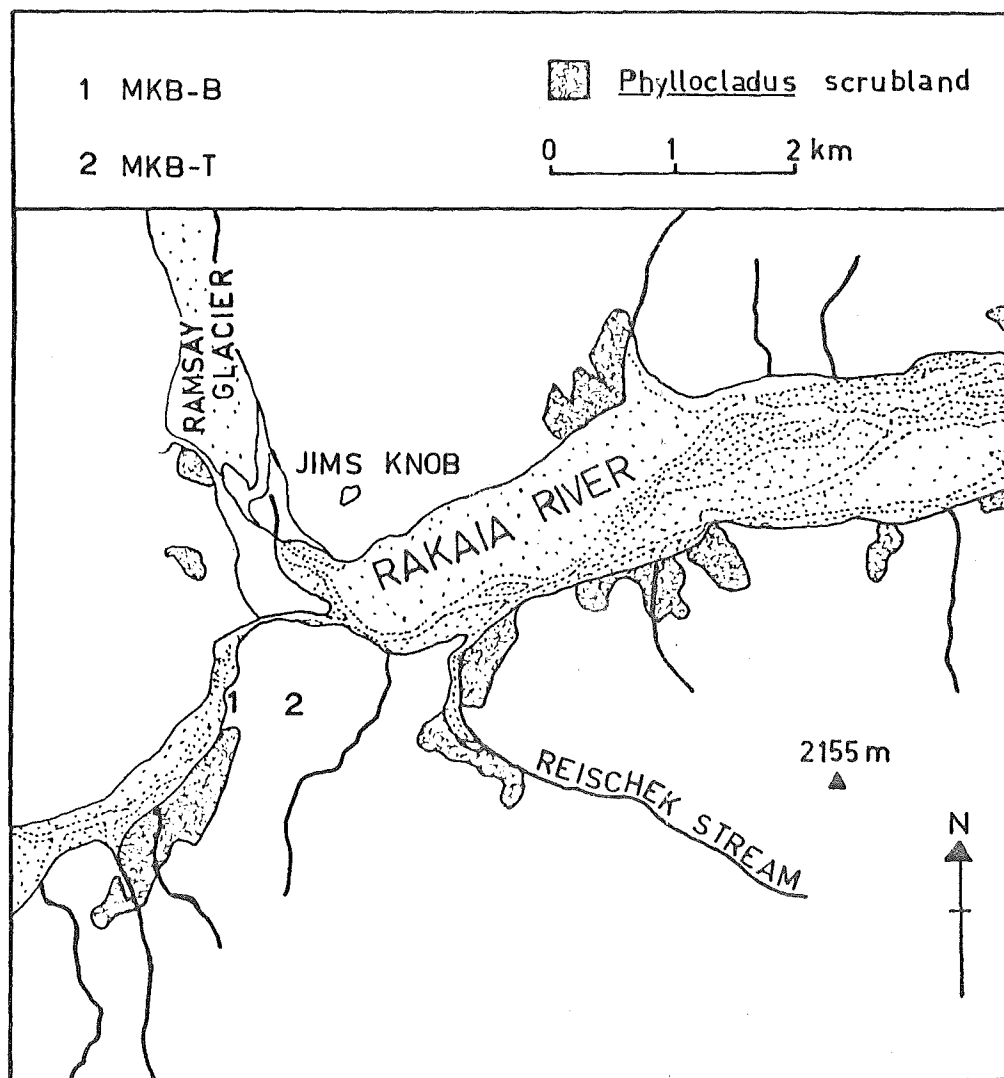 1 MKB-B
2 MKB-T
Phyllocladus scrubland
0 1 2 km
RAMSAY
GLACIER
JIMS KNOB
RAKAIA RIVER
1 2
2155 m
REISCHEK STREAM
N